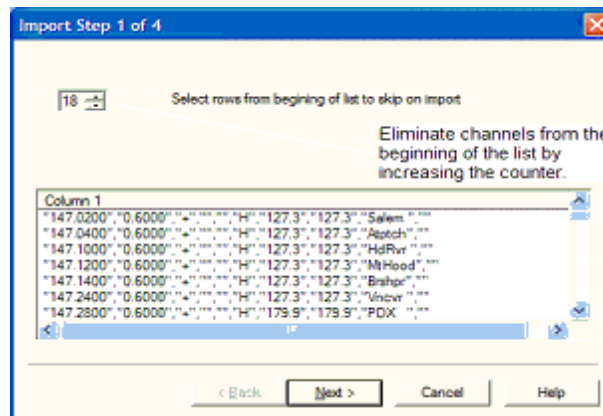 Import Step 1 of 4
18
Select rows from begining of list to skip on import
Eliminate channels from the
beginning of the list by
increasing the counter.
Column 1
"147.0200","0.6000","+","","","H","127.3","127.3","Salem ",""
"147.0400","0.6000","+","","","H","127.3","127.3","Atptch",""
"147.1000","0.6000","+","","","H","127.3","127.3","HdRvr ",""
"147.1200","0.6000","+","","","H","127.3","127.3","MtHood",""
"147.1400","0.6000","+","","","H","127.3","127.3","Brshpr",""
"147.2400","0.6000","+","","","H","127.3","127.3","Vncvr ",""
"147.2800","0.6000","+","","","H","179.9","179.9","PDX   ",""
< Back
Next >
Cancel
Help